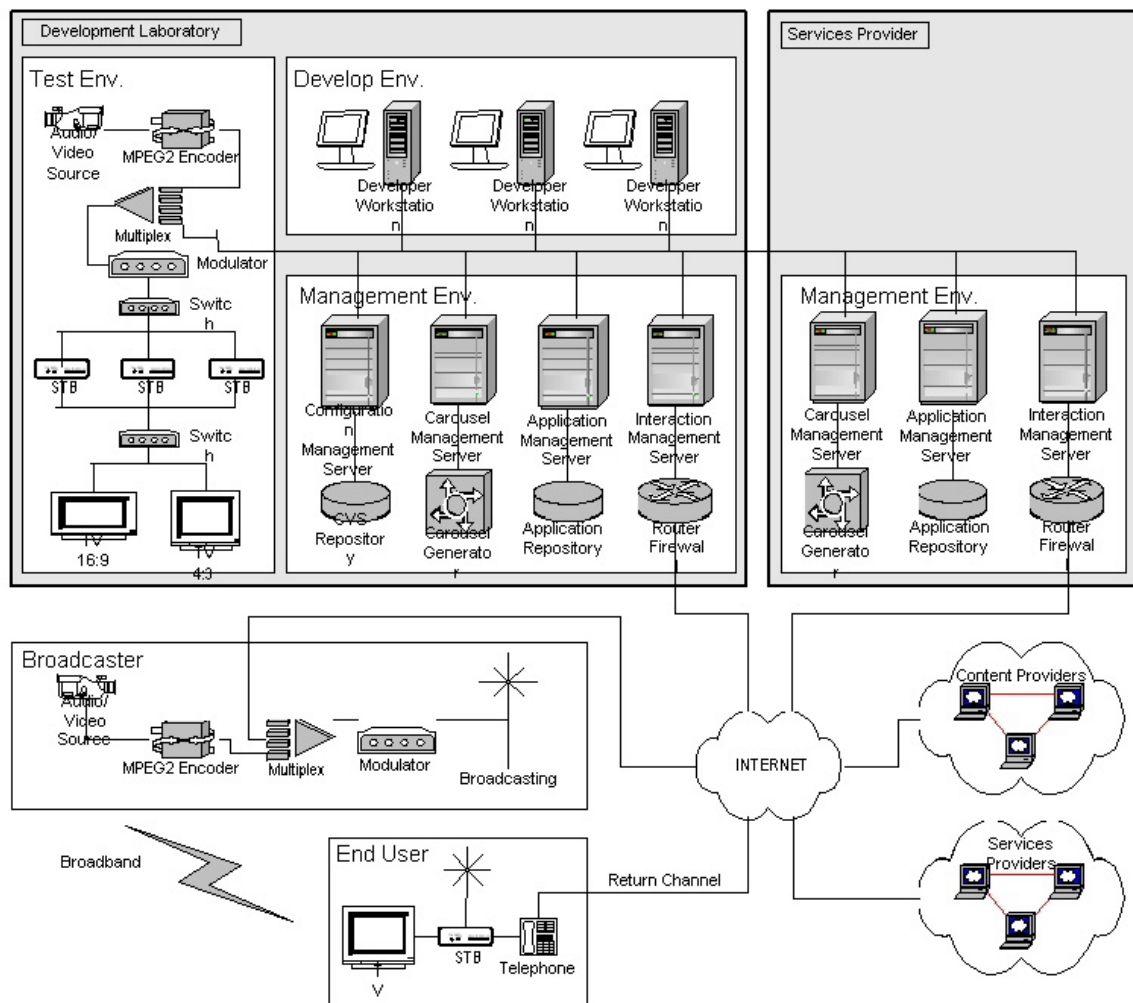 Development Laboratory
Test Env.
Audio/
Video
Source
MPEG2 Encoder
Multiplex
Modulator
Switc
h
STB
STB
STB
Switc
h
TV
16:9
TV
4:3
Develop Env.
Developer
Workstatio
n
Developer
Workstatio
n
Developer
Workstatio
n
Management Env.
Configuratio
n
Management
Server
CVS
Repositor
y
Carousel
Management
Server
Carousel
Generato
r
Application
Management
Server
Application
Repository
Interaction
Management
Server
Router
Firewal
l
Services Provider
Management Env.
Carousel
Management
Server
Carousel
Generato
r
Application
Management
Server
Application
Repository
Interaction
Management
Server
Router
Firewal
l
Broadcaster
Audio/
Video
Source
MPEG2 Encoder
Multiplex
Modulator
Broadcasting
INTERNET
Content Providers
Services
Providers
Broadband
End User
V
STB
Telephone
Return Channel